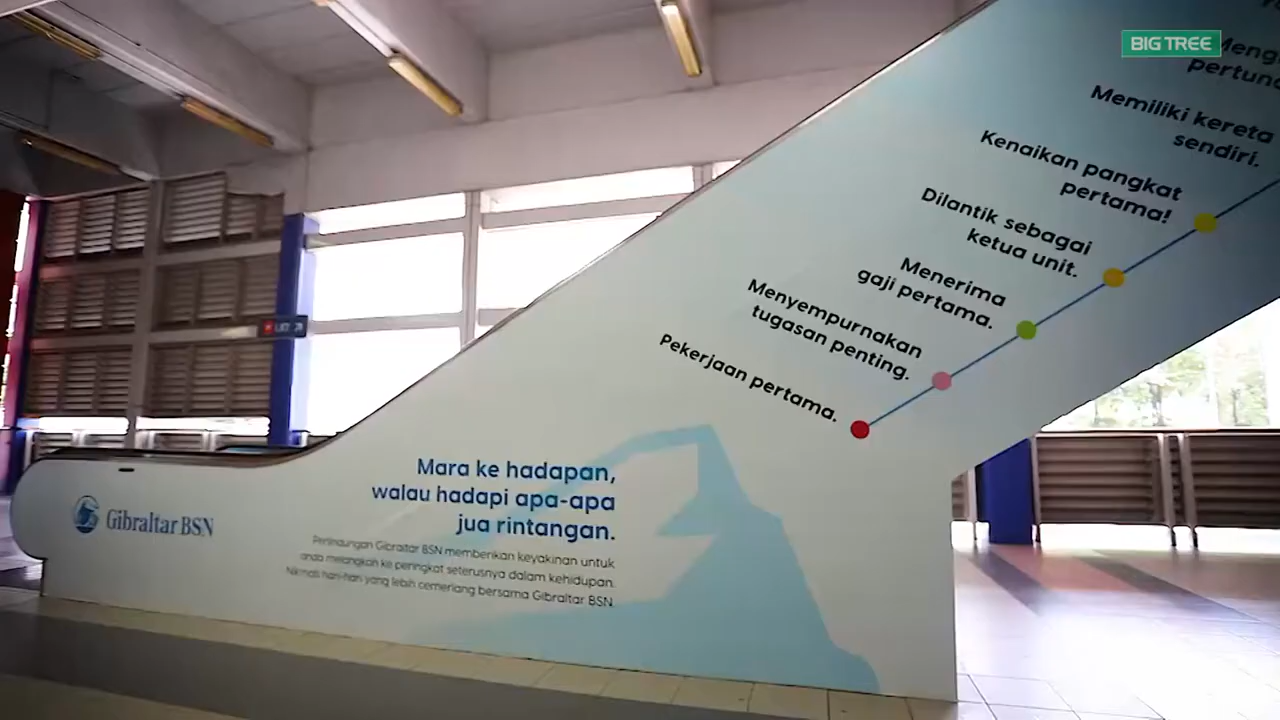 BIG TREE
Meng
pertun
Memiliki kereta
sendiri.
Kenaikan pangkat
pertama!
Dilantik sebagai
ketua unit.
Menerima
gaji pertama.
Menyempurnakan
tugasan penting.
Pekerjaan pertama.
Mara ke hadapan,
walau hadapi apa-apa
jua rintangan.
Perlindungan Gibraltar BSN memberikan keyakinan untuk
anda melangkah ke peringkat seterusnya dalam kehidupan.
Nikmati hari-hari yang lebih cemerlang bersama Gibraltar BSN.
Gibraltar BSN